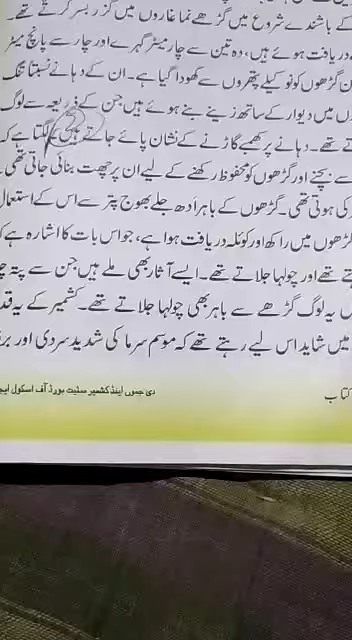 کے باشندے شروع میں گڑھے نما غاروں میں گزر بسر کرتے تھے۔
دریافت ہوئے ہیں، وہ تین سے چار میٹر گہرے اور چار سے پانچ میٹر
ن گڑھوں کو نوکیلے پتھروں سے کھودا گیا ہے۔ ان کے دہانے نسبتاً تنگ
وں میں دیوار کے ساتھ زینے بنے ہوئے ہیں جن کے ذریعہ سے لوگ
تے تھے۔ دہانے پر کھمبے گاڑنے کے نشان پائے جاتے ہیں۔ لگتا ہے کہ
سے بچنے اور گڑھوں کو محفوظ رکھنے کے لیے ان پر چھت بنائی جاتی تھی
کی ہوتی تھی۔ گڑھوں کے باہر ادھ جلے بھوج پتر سے اس کے استعمال
گڑھوں میں راکھ اور کوئلہ دریافت ہوا ہے، جو اس بات کا اشارہ ہے ک
تے تھے اور چولہا جلاتے تھے۔ ایسے آثار بھی ملے ہیں جن سے پتہ چ
یہ لوگ گڑھے سے باہر بھی چولہا جلاتے تھے۔ کشمیر کے یہ قد
میں شاید اس لیے رہتے تھے کہ موسم سرما کی شدید سردی اور بر
کتاب
دی جموں اینڈ کشمیر سٹیٹ بورڈ آف اسکول ایج